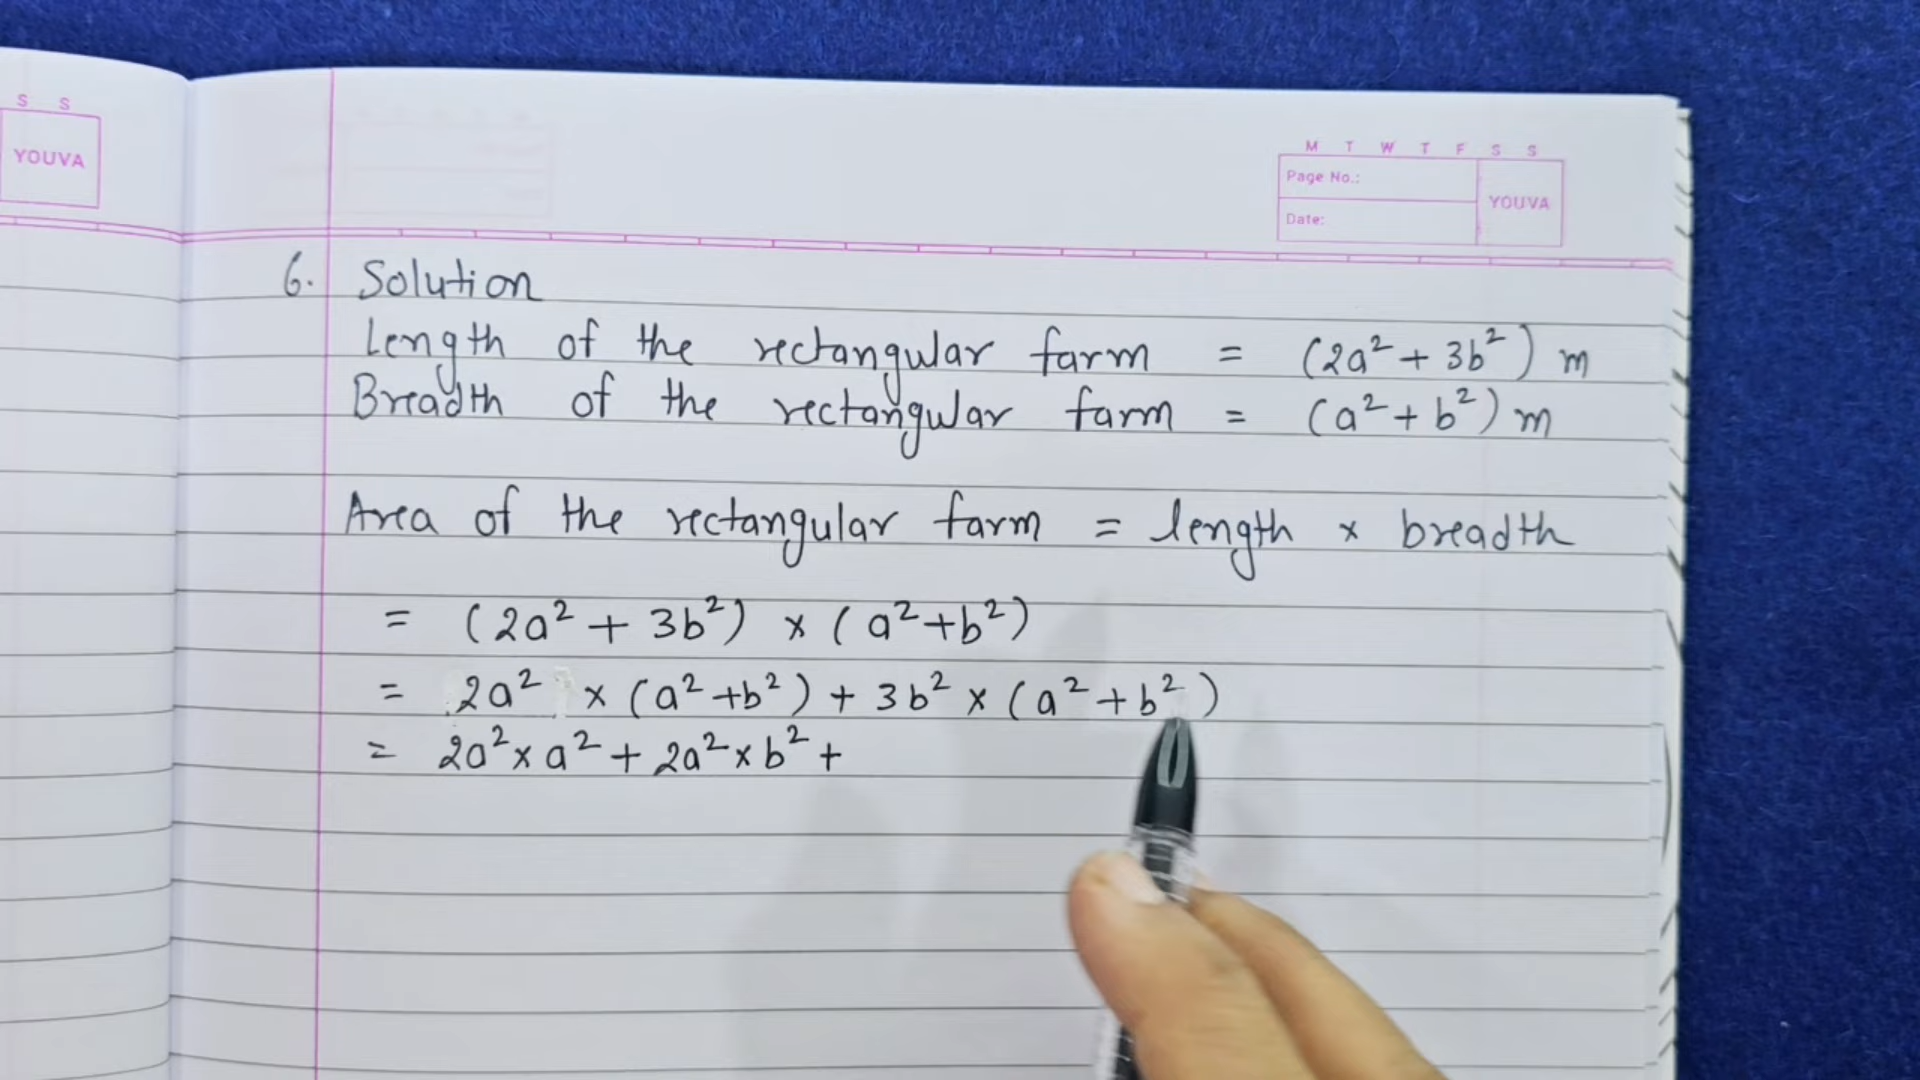 S S
YOUVA
M T W T F S S
Page No.:
YOUVA
Date:
6. Solution
Length of the rectangular farm = (2a² + 3b²) m
Breadth of the rectangular farm = (a² + b²) m
Area of the rectangular farm = length × breadth
= (2a² + 3b²) × (a²+b²)
= 2a² × (a²+b²) + 3b² × (a² + b²)
= 2a² × a² + 2a² × b² +